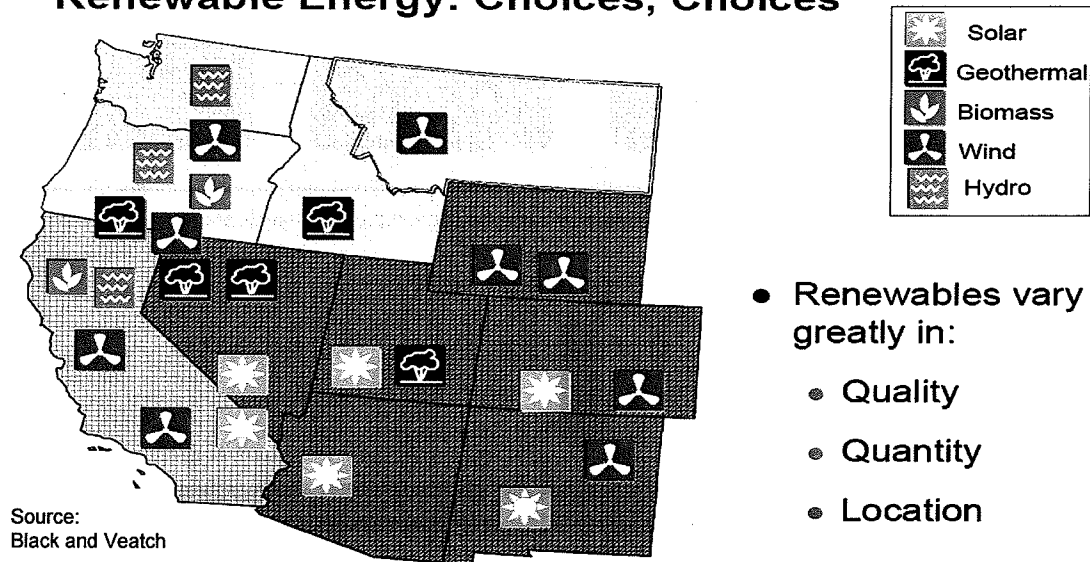 Renewable Energy: Choices, Choices
Solar
Geothermal
Biomass
Wind
Hydro
• Renewables vary
greatly in:
• Quality
• Quantity
• Location
Source:
Black and Veatch